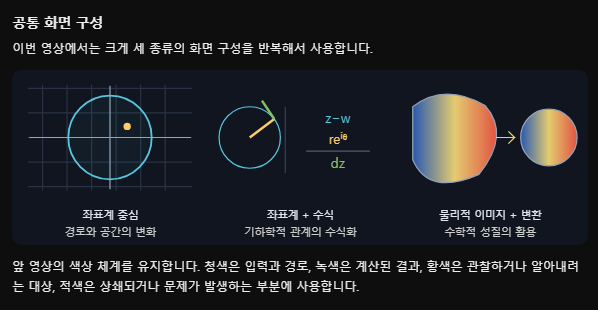 공통 화면 구성
이번 영상에서는 크게 세 종류의 화면 구성을 반복해서 사용합니다.
z−w
re^iθ
dz
좌표계 중심
경로와 공간의 변화
좌표계 + 수식
기하학적 관계의 수식화
물리적 이미지 + 변환
수학적 성질의 활용
앞 영상의 색상 체계를 유지합니다. 청색은 입력과 경로, 녹색은 계산된 결과, 황색은 관찰하거나 알아내려
는 대상, 적색은 상쇄되거나 문제가 발생하는 부분에 사용합니다.